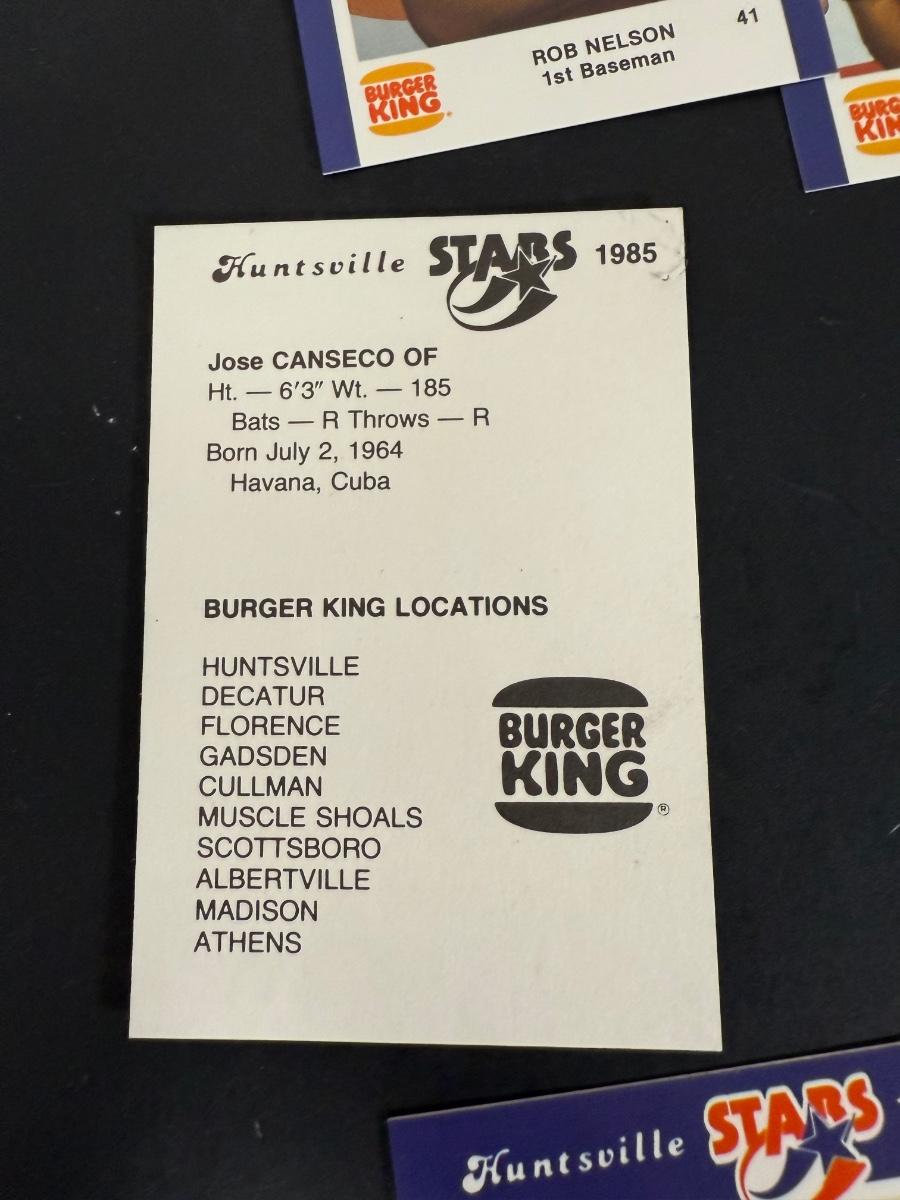 41
ROB NELSON
1st Baseman
BURGER
KING
Huntsville STARS 1985
Jose CANSECO OF
Ht. — 6'3" Wt. — 185
Bats — R Throws — R
Born July 2, 1964
Havana, Cuba
BURGER KING LOCATIONS
HUNTSVILLE
DECATUR
FLORENCE
GADSDEN
CULLMAN
MUSCLE SHOALS
SCOTTSBORO
ALBERTVILLE
MADISON
ATHENS
BURGER
KING ®
Huntsville STARS